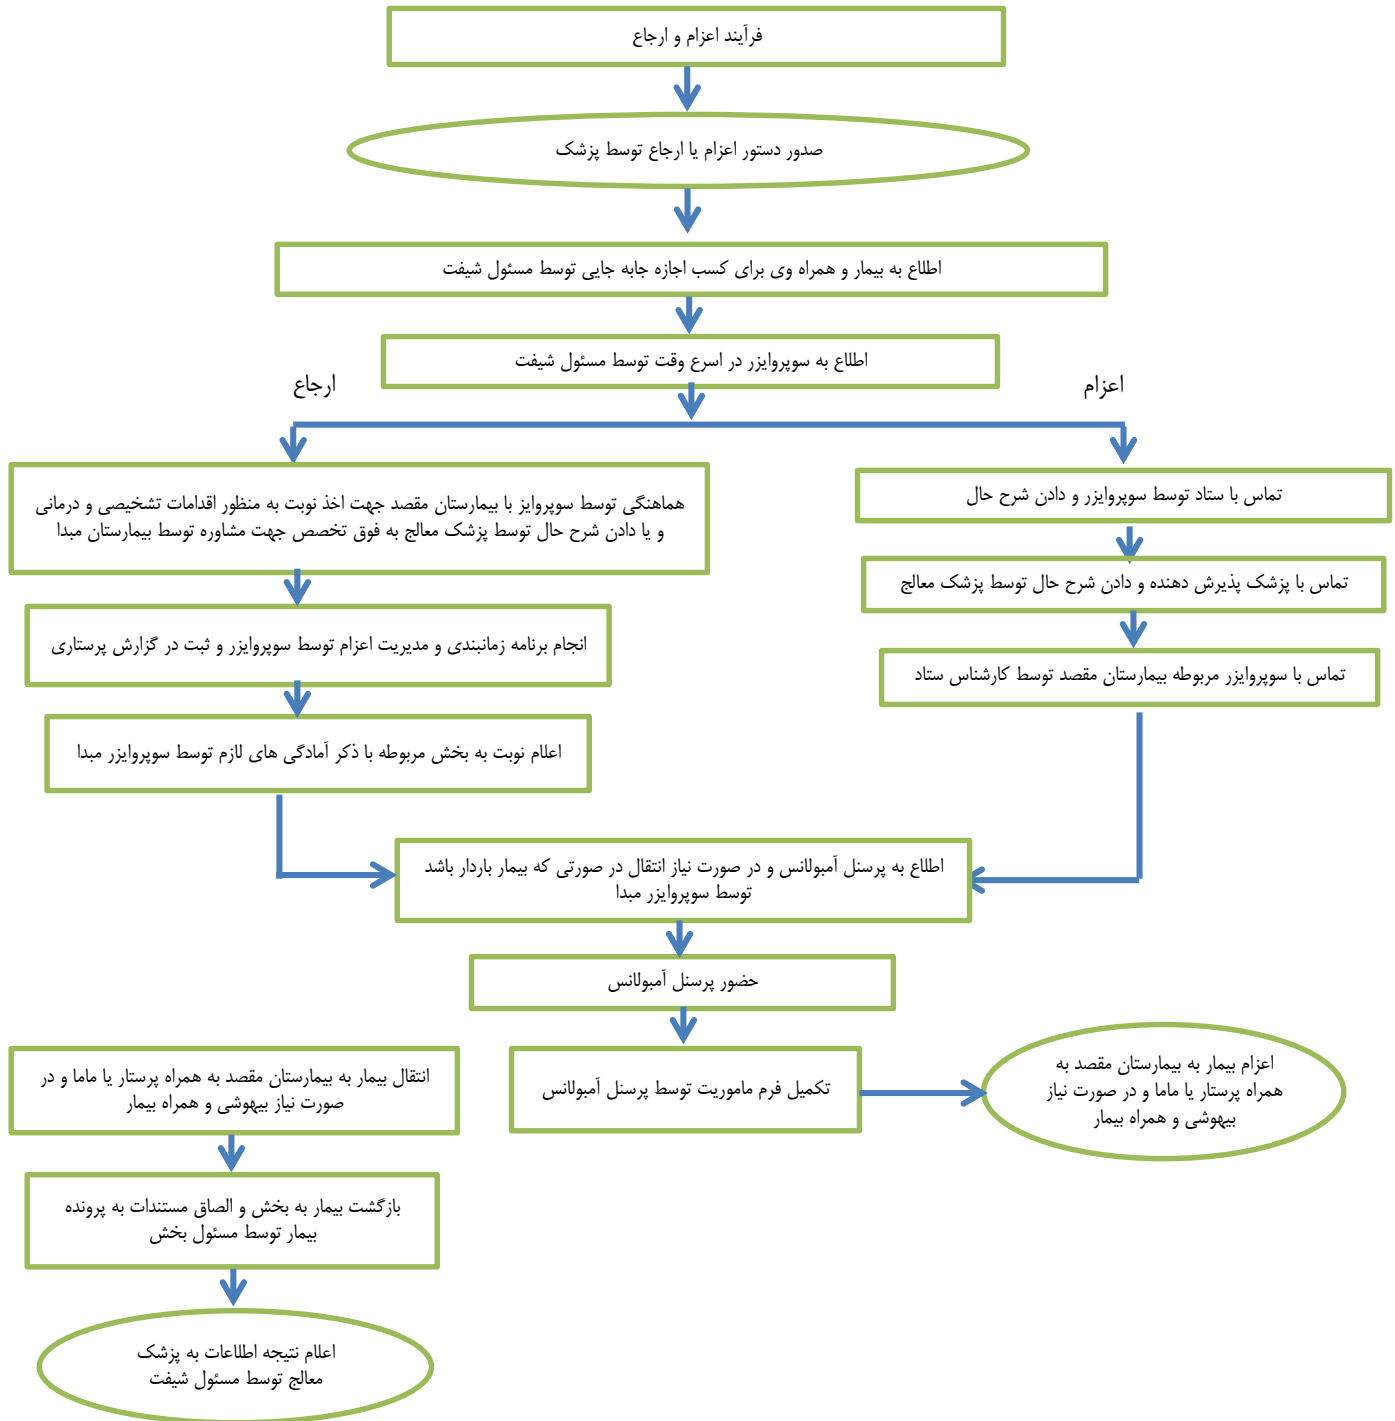 فرآیند اعزام و ارجاع
صدور دستور اعزام یا ارجاع توسط پزشک
اطلاع به بیمار و همراه وی برای کسب اجازه جابه جایی توسط مسئول شیفت
اطلاع به سوپروایزر در اسرع وقت توسط مسئول شیفت
اعزام
ارجاع
تماس با ستاد توسط سوپروایزر و دادن شرح حال
تماس با پزشک پذیرش دهنده و دادن شرح حال توسط پزشک معالج
تماس با سوپروایزر مربوطه بیمارستان مقصد توسط کارشناس ستاد
هماهنگی توسط سوپروایز با بیمارستان مقصد جهت اخذ نوبت به منظور اقدامات تشخیصی و درمانی
و یا دادن شرح حال توسط پزشک معالج به فوق تخصص جهت مشاوره توسط بیمارستان مبدا
انجام برنامه زمانبندی و مدیریت اعزام توسط سوپروایزر و ثبت در گزارش پرستاری
اعلام نوبت به بخش مربوطه با ذکر آمادگی های لازم توسط سوپروایزر مبدا
اطلاع به پرسنل آمبولانس و در صورت نیاز انتقال در صورتی که بیمار باردار باشد
توسط سوپروایزر مبدا
حضور پرسنل آمبولانس
تکمیل فرم ماموریت توسط پرسنل آمبولانس
اعزام بیمار به بیمارستان مقصد به
همراه پرستار یا ماما و در صورت نیاز
بیهوشی و همراه بیمار
انتقال بیمار به بیمارستان مقصد به همراه پرستار یا ماما و در
صورت نیاز بیهوشی و همراه بیمار
بازگشت بیمار به بخش و الصاق مستندات به پرونده
بیمار توسط مسئول بخش
اعلام نتیجه اطلاعات به پزشک
معالج توسط مسئول شیفت